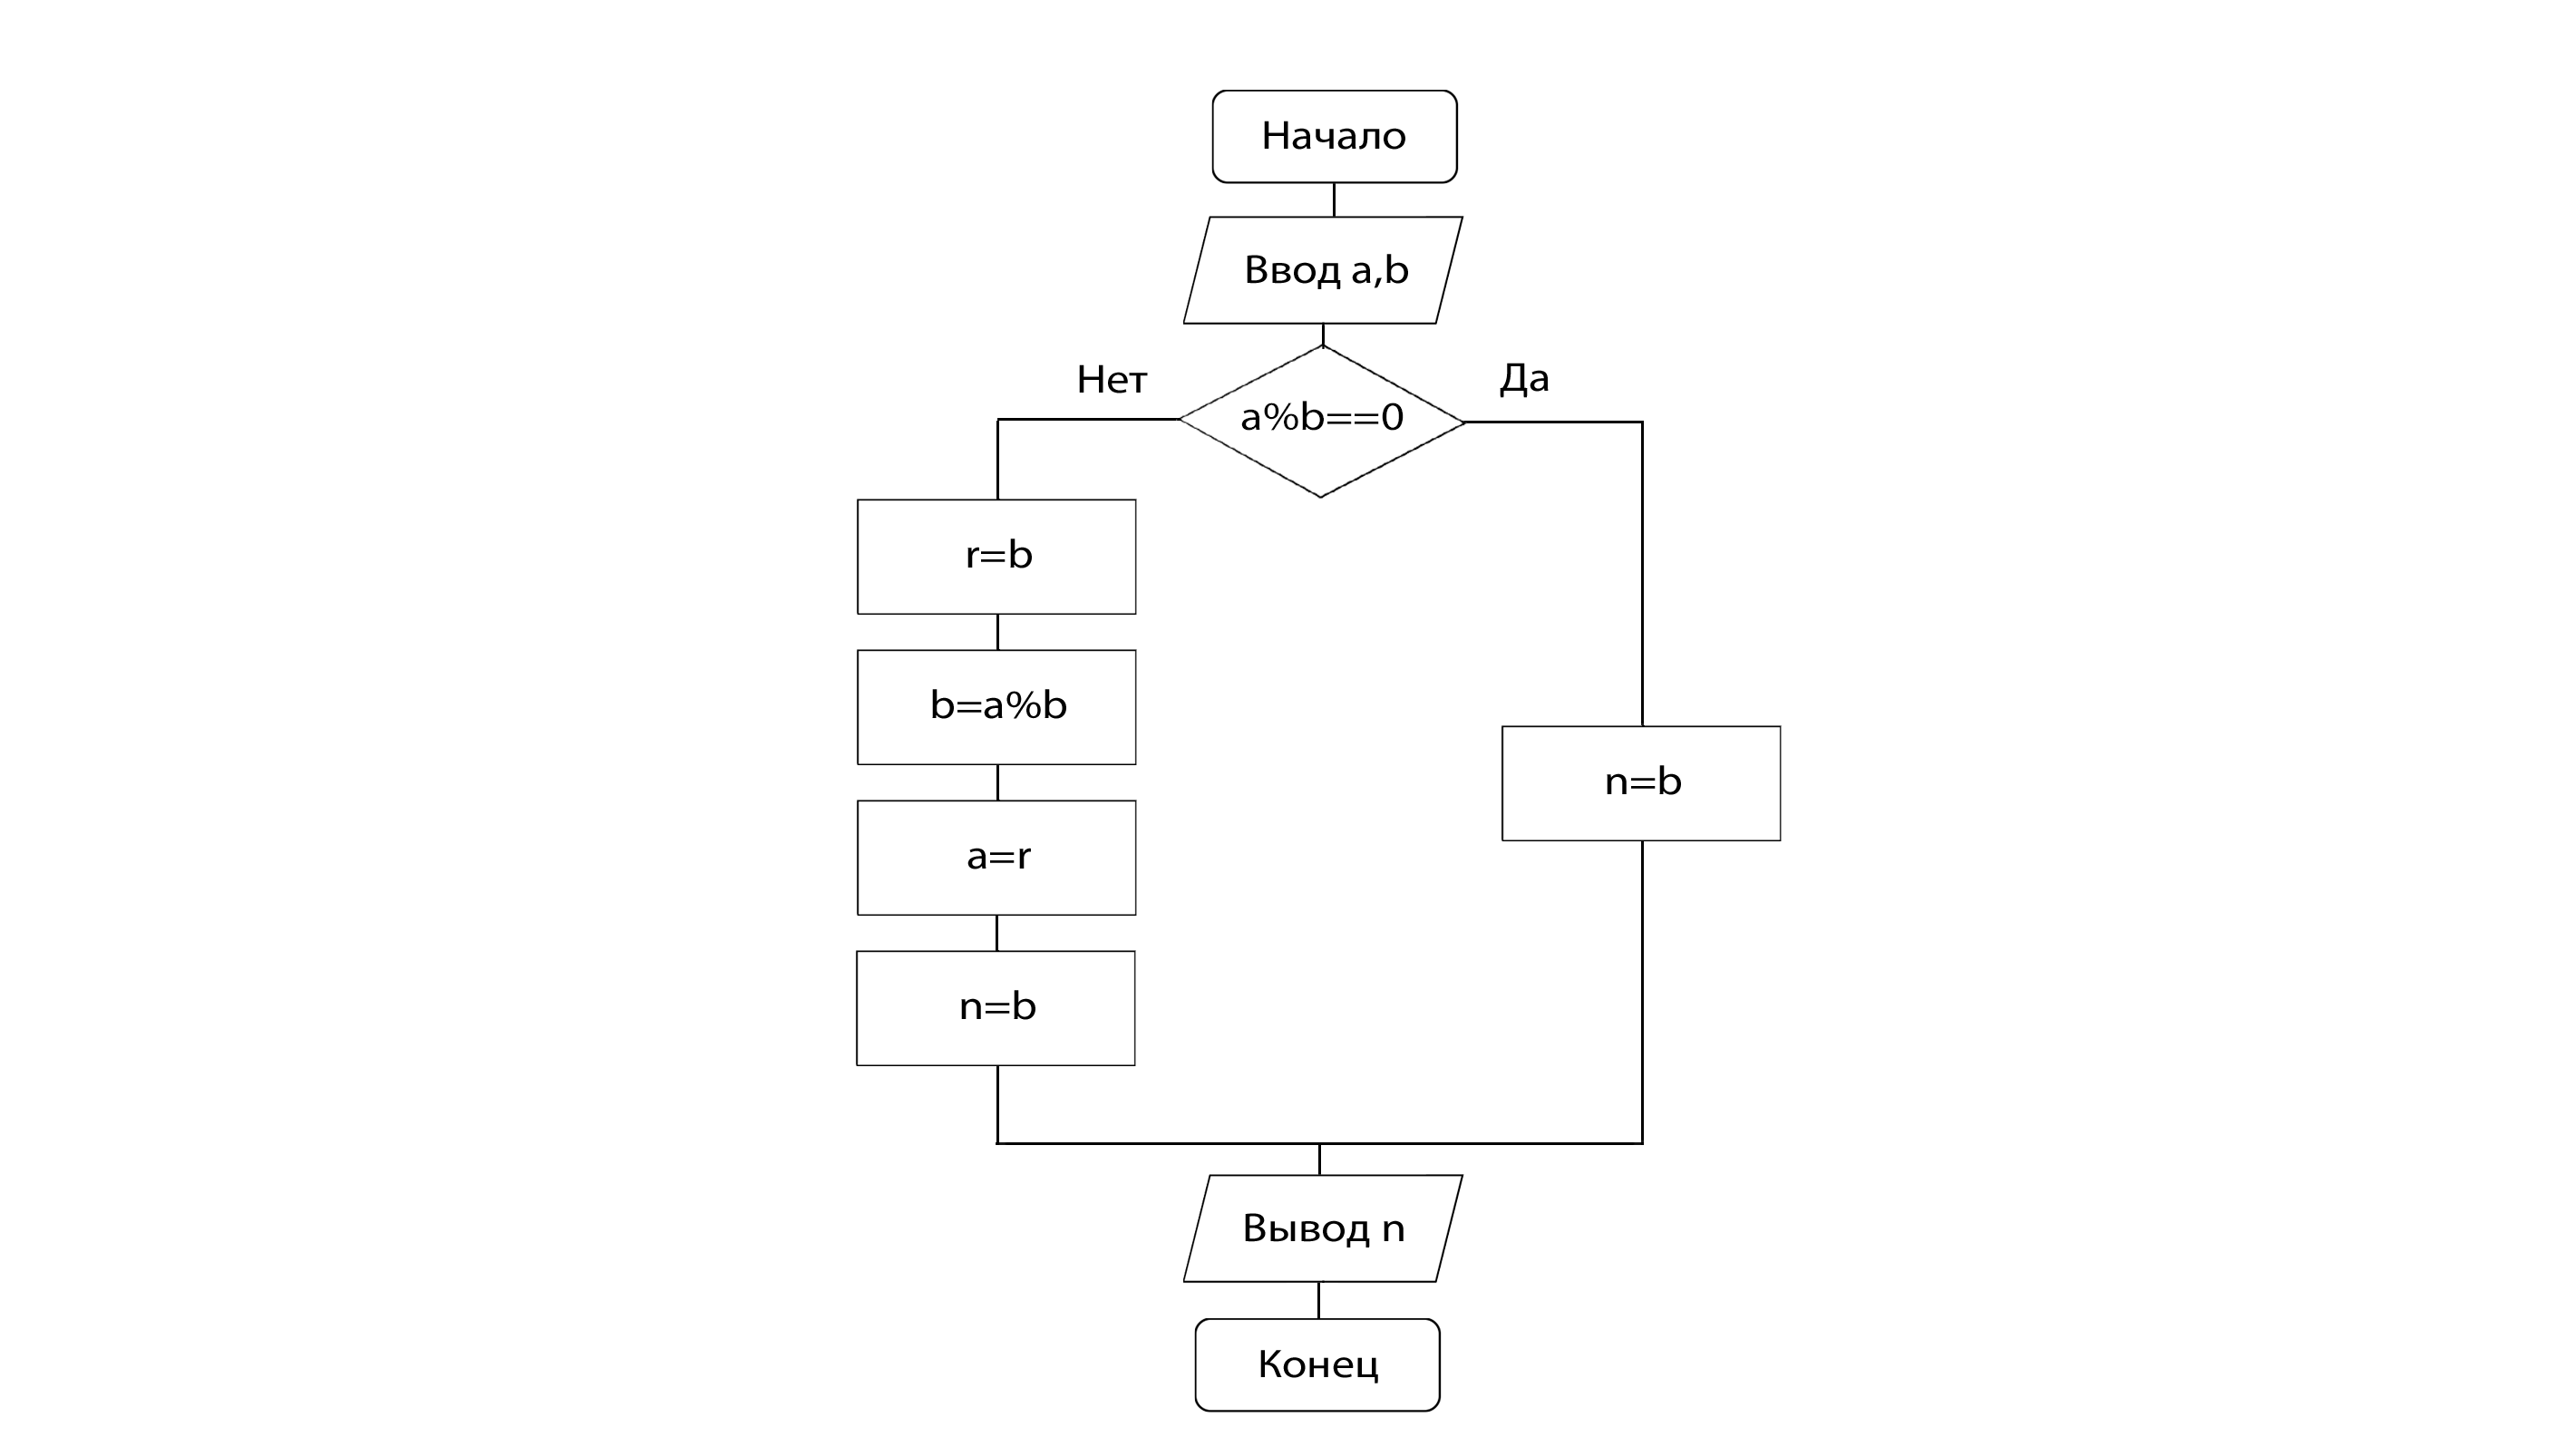 Начало
Ввод a,b
Нет
Да
a%b==0
r=b
b=a%b
a=r
n=b
n=b
Вывод n
Конец